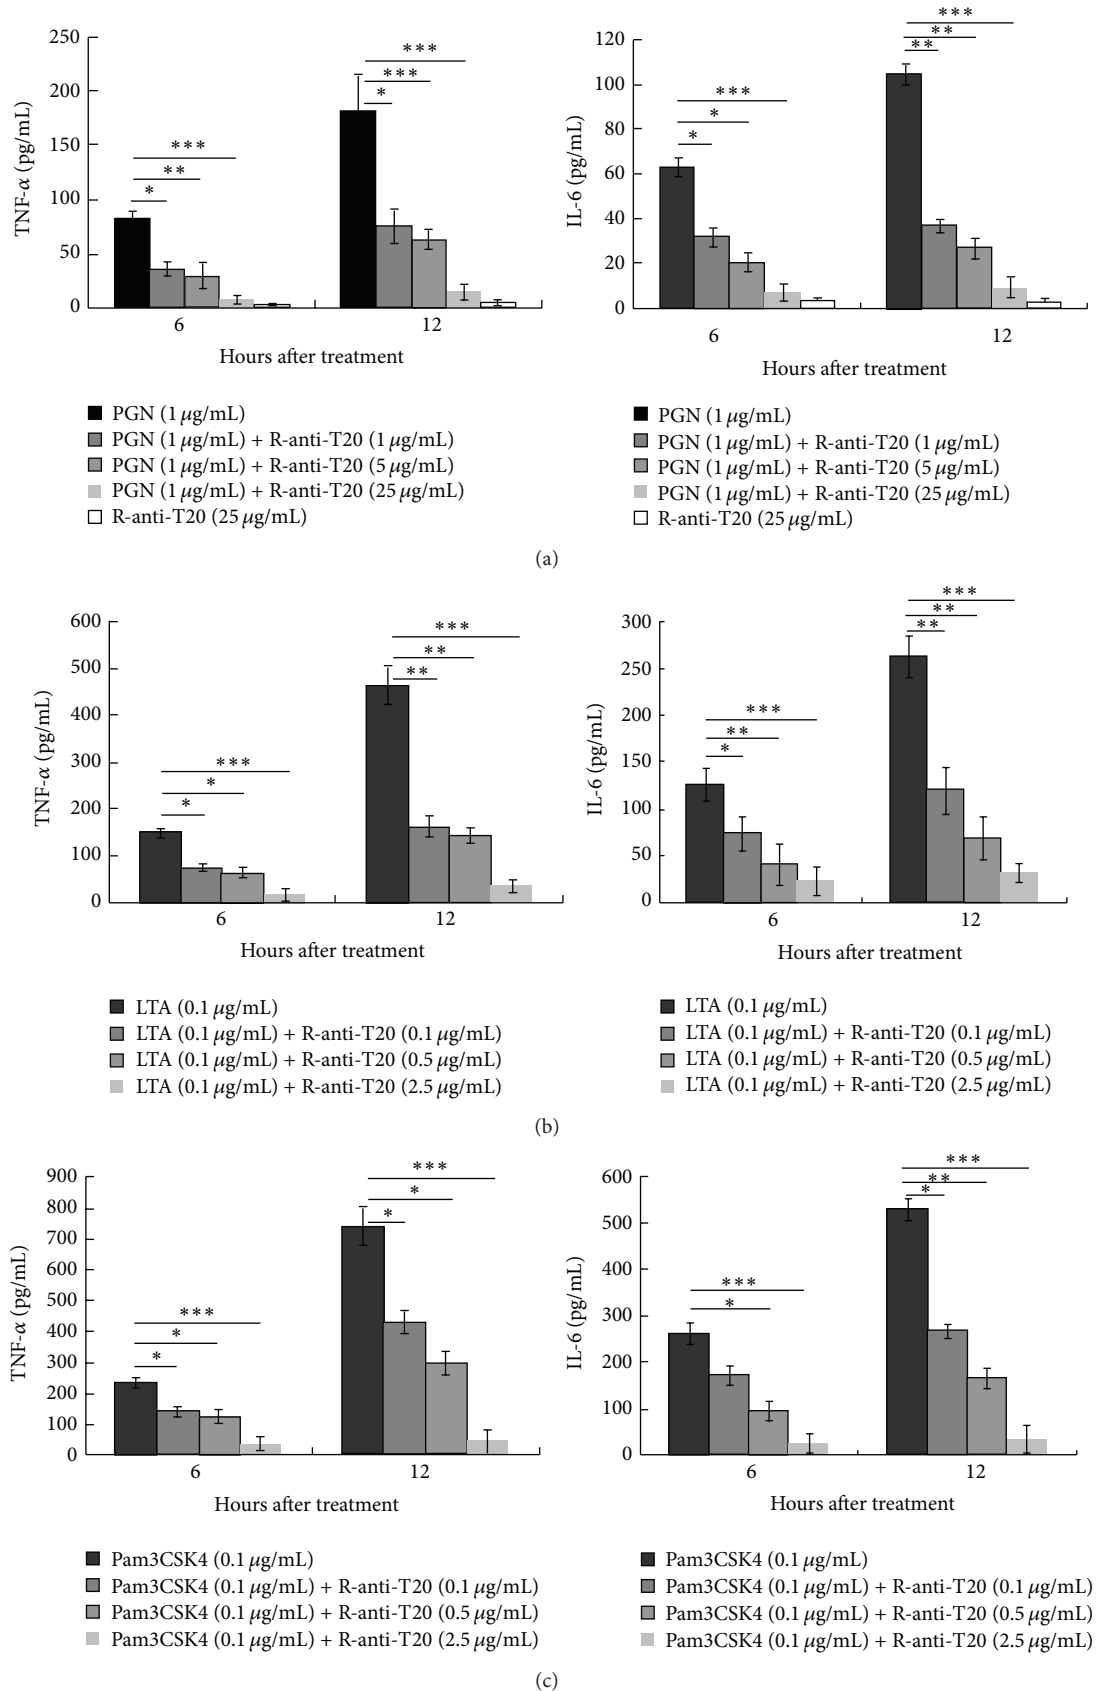 TNF-α (pg/mL)
250
200
150
100
50
0
***
**
*
***
***
*
6
12
Hours after treatment
PGN (1 μg/mL)
PGN (1 μg/mL) + R-anti-T20 (1 μg/mL)
PGN (1 μg/mL) + R-anti-T20 (5 μg/mL)
PGN (1 μg/mL) + R-anti-T20 (25 μg/mL)
R-anti-T20 (25 μg/mL)
IL-6 (pg/mL)
120
100
80
60
40
20
0
***
*
*
***
**
**
6
12
Hours after treatment
PGN (1 μg/mL)
PGN (1 μg/mL) + R-anti-T20 (1 μg/mL)
PGN (1 μg/mL) + R-anti-T20 (5 μg/mL)
PGN (1 μg/mL) + R-anti-T20 (25 μg/mL)
R-anti-T20 (25 μg/mL)
(a)
TNF-α (pg/mL)
600
500
400
300
200
100
0
***
*
*
***
**
**
6
12
Hours after treatment
LTA (0.1 μg/mL)
LTA (0.1 μg/mL) + R-anti-T20 (0.1 μg/mL)
LTA (0.1 μg/mL) + R-anti-T20 (0.5 μg/mL)
LTA (0.1 μg/mL) + R-anti-T20 (2.5 μg/mL)
IL-6 (pg/mL)
300
250
200
150
100
50
0
***
**
*
***
**
**
6
12
Hours after treatment
LTA (0.1 μg/mL)
LTA (0.1 μg/mL) + R-anti-T20 (0.1 μg/mL)
LTA (0.1 μg/mL) + R-anti-T20 (0.5 μg/mL)
LTA (0.1 μg/mL) + R-anti-T20 (2.5 μg/mL)
(b)
TNF-α (pg/mL)
900
800
700
600
500
400
300
200
100
0
***
*
*
***
*
*
6
12
Hours after treatment
Pam3CSK4 (0.1 μg/mL)
Pam3CSK4 (0.1 μg/mL) + R-anti-T20 (0.1 μg/mL)
Pam3CSK4 (0.1 μg/mL) + R-anti-T20 (0.5 μg/mL)
Pam3CSK4 (0.1 μg/mL) + R-anti-T20 (2.5 μg/mL)
IL-6 (pg/mL)
600
500
400
300
200
100
0
***
*
***
**
*
6
12
Hours after treatment
Pam3CSK4 (0.1 μg/mL)
Pam3CSK4 (0.1 μg/mL) + R-anti-T20 (0.1 μg/mL)
Pam3CSK4 (0.1 μg/mL) + R-anti-T20 (0.5 μg/mL)
Pam3CSK4 (0.1 μg/mL) + R-anti-T20 (2.5 μg/mL)
(c)